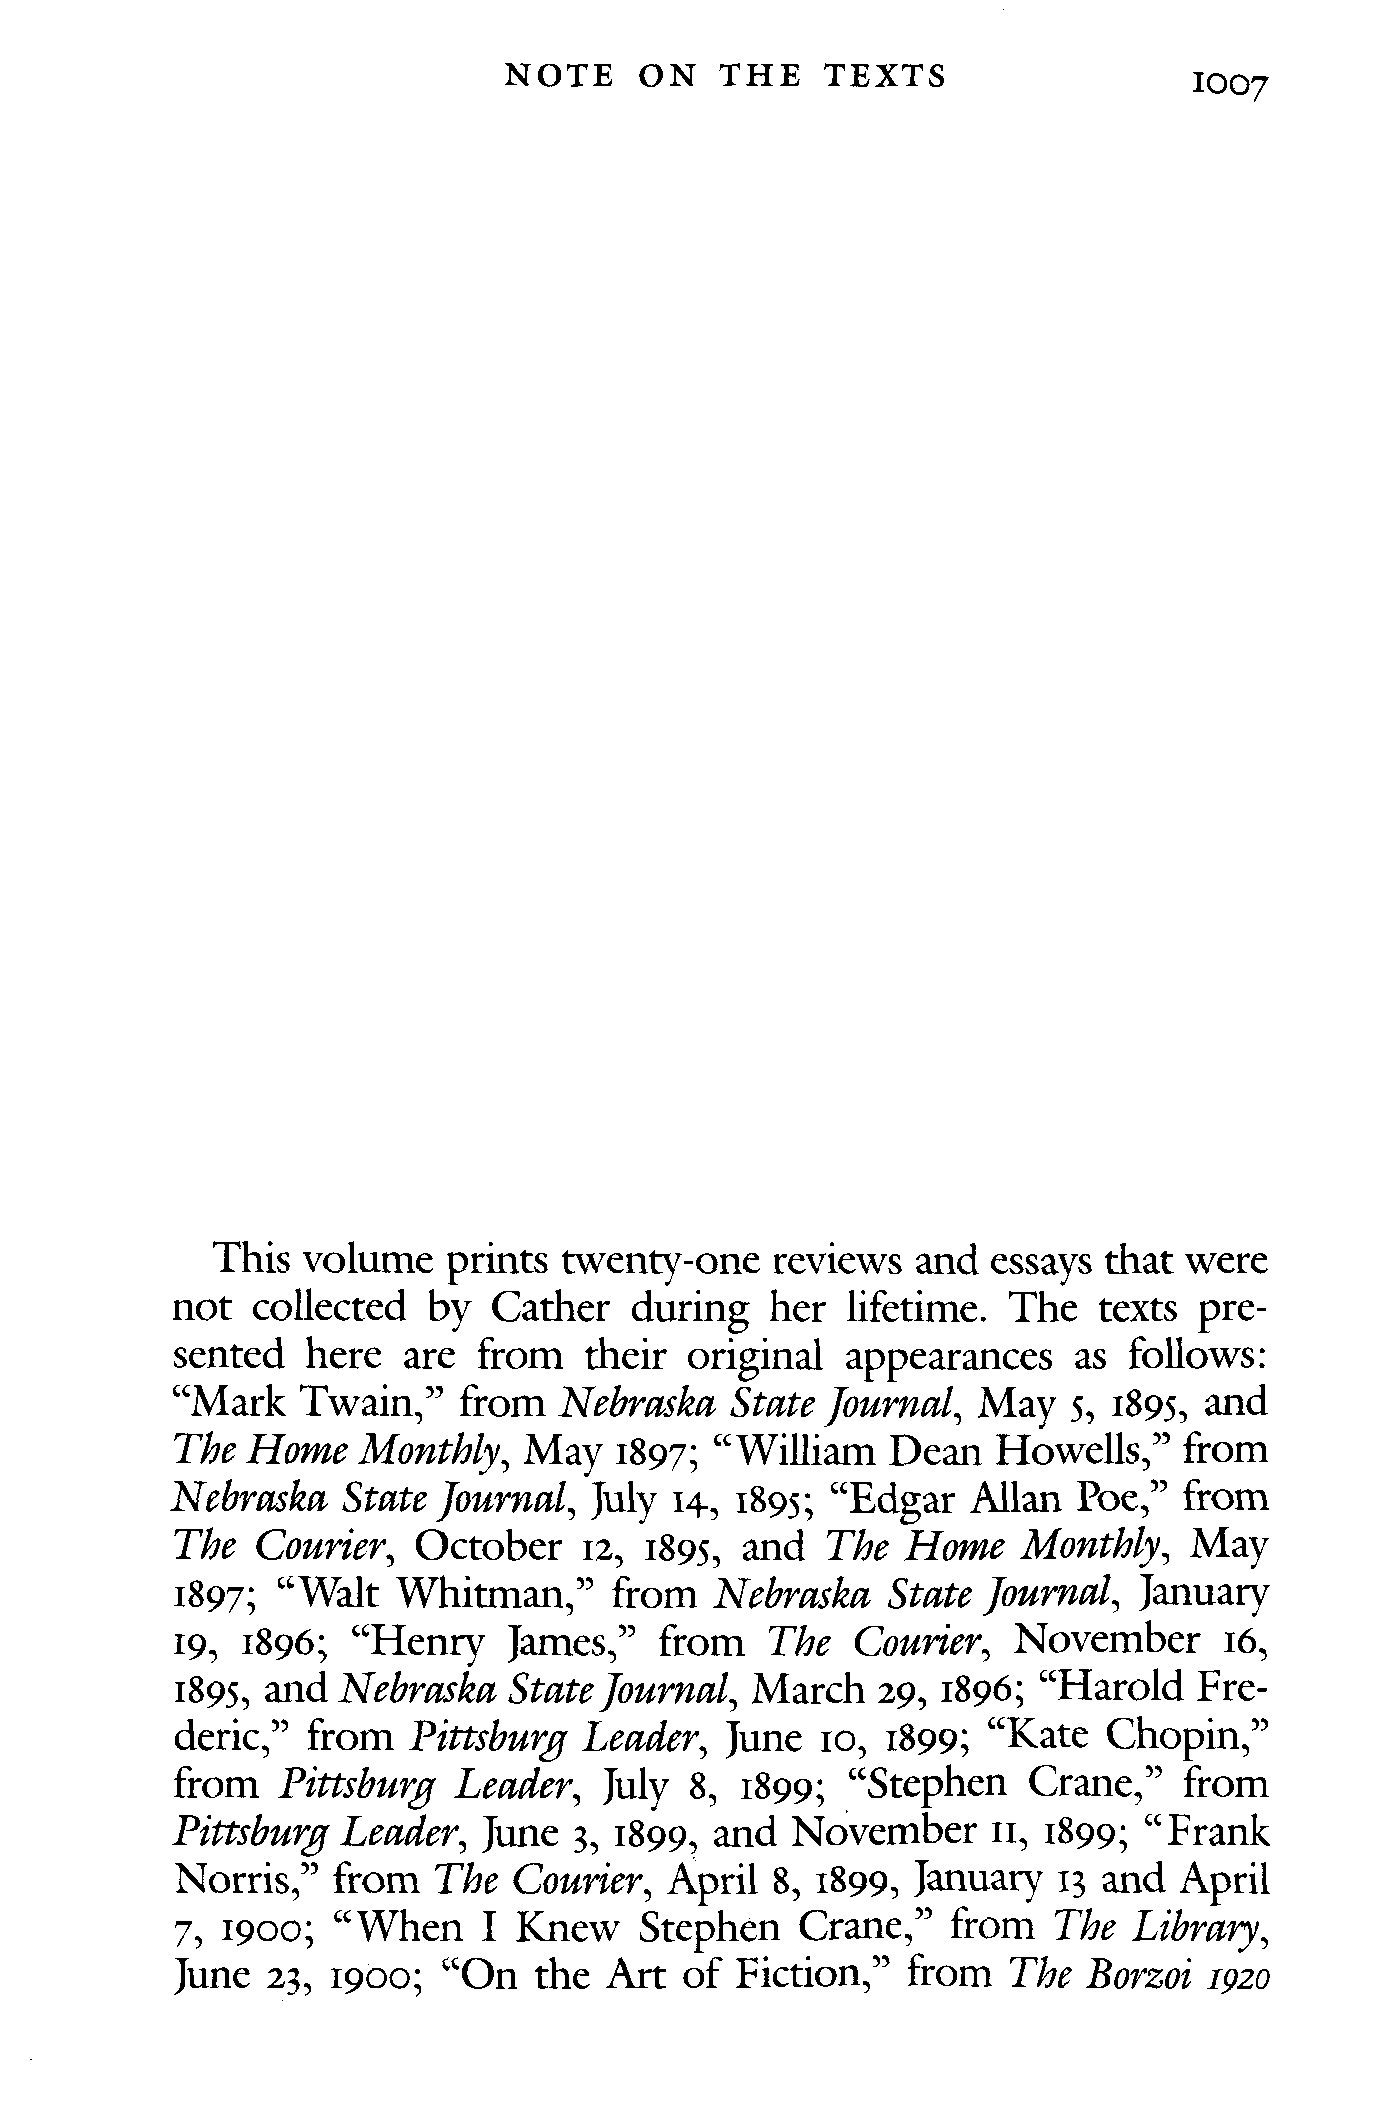 NOTE ON THE TEXTS 1007
This volume prints twenty-one reviews and essays that were
not collected by Cather during her lifetime. The texts pre-
sented here are from their original appearances as follows:
“Mark Twain,” from Nebraska State Journal, May 5, 1895, and
The Home Monthly, May 1897; “William Dean Howells,” from
Nebraska State Journal, July 14, 1895; “Edgar Allan Poe,” from
The Courier, October 12, 1895, and The Home Monthly, May
1897; “Walt Whitman,” from Nebraska State Journal, January
19, 1896; “Henry James,” from The Courier, November 16,
1895, and Nebraska State Journal, March 29, 1896; “Harold Fre-
deric,” from Pittsburg Leader, June 10, 1899; “Kate Chopin,”
from Pittsburg Leader, July 8, 1899; “Stephen Crane,” from
Pittsburg Leader, June 3, 1899, and November 11, 1899; “Frank
Norris,” from The Courier, April 8, 1899, January 13 and April
7, 1900; “When I Knew Stephen Crane,” from The Library,
June 23, 1900; “On the Art of Fiction,” from The Borzoi 1920